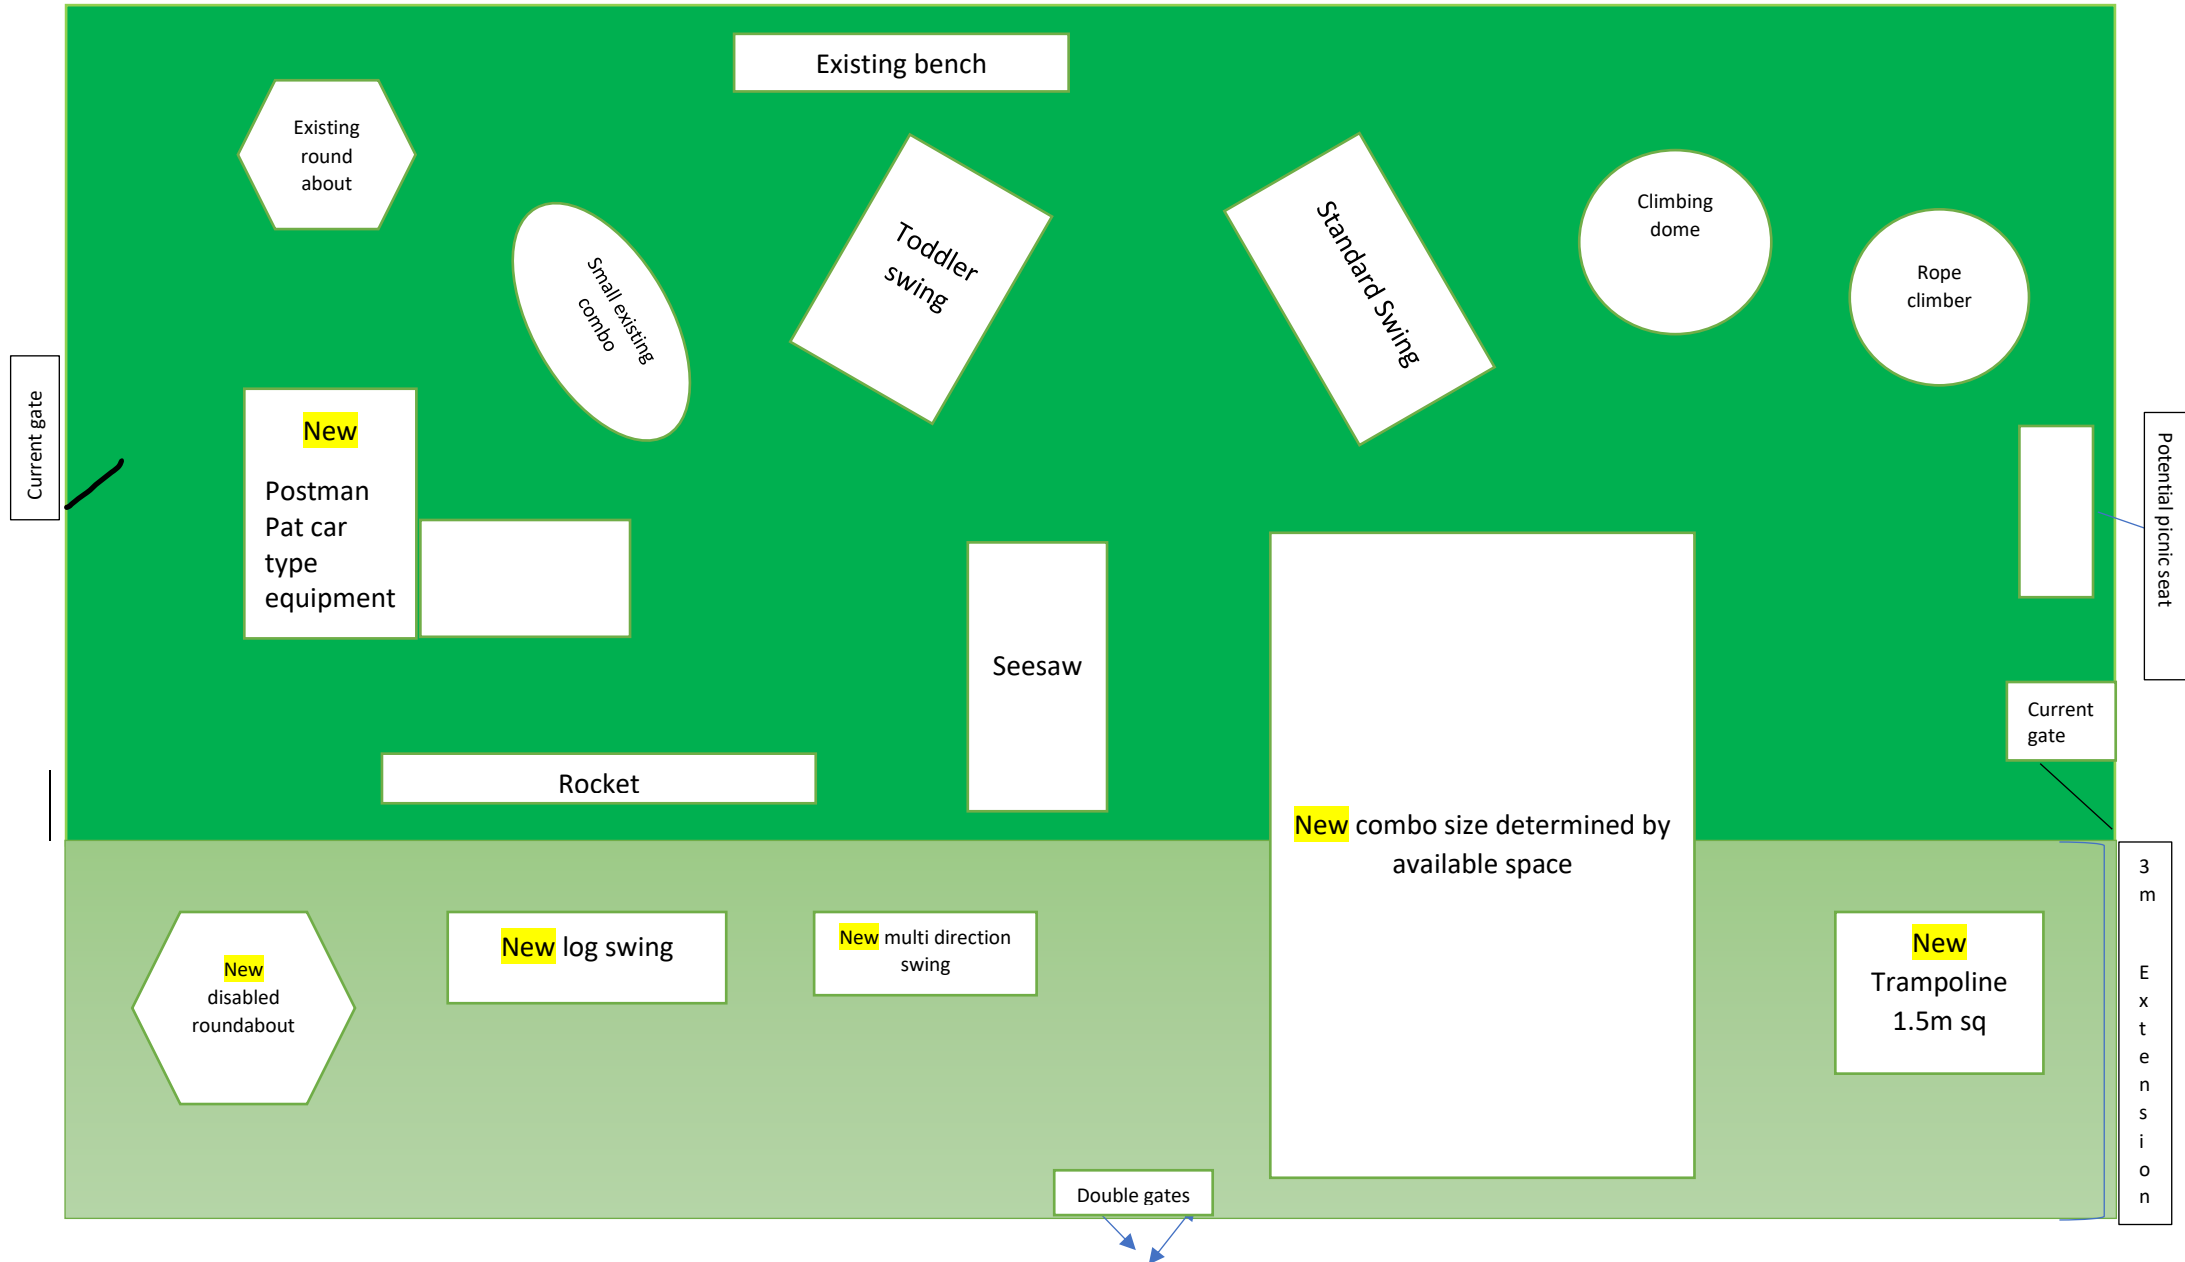 Existing bench
Existing
round
about
Small existing
combo
Toddler
swing
Standard Swing
Climbing
dome
Rope
climber
Current gate
New
Postman
Pat car
type
equipment
Potential picnic seat
Seesaw
Current
gate
Rocket
New combo size determined by
available space
3
m
E
x
t
e
n
s
i
o
n
New
disabled
roundabout
New log swing
New multi direction
swing
New
Trampoline
1.5m sq
Double gates